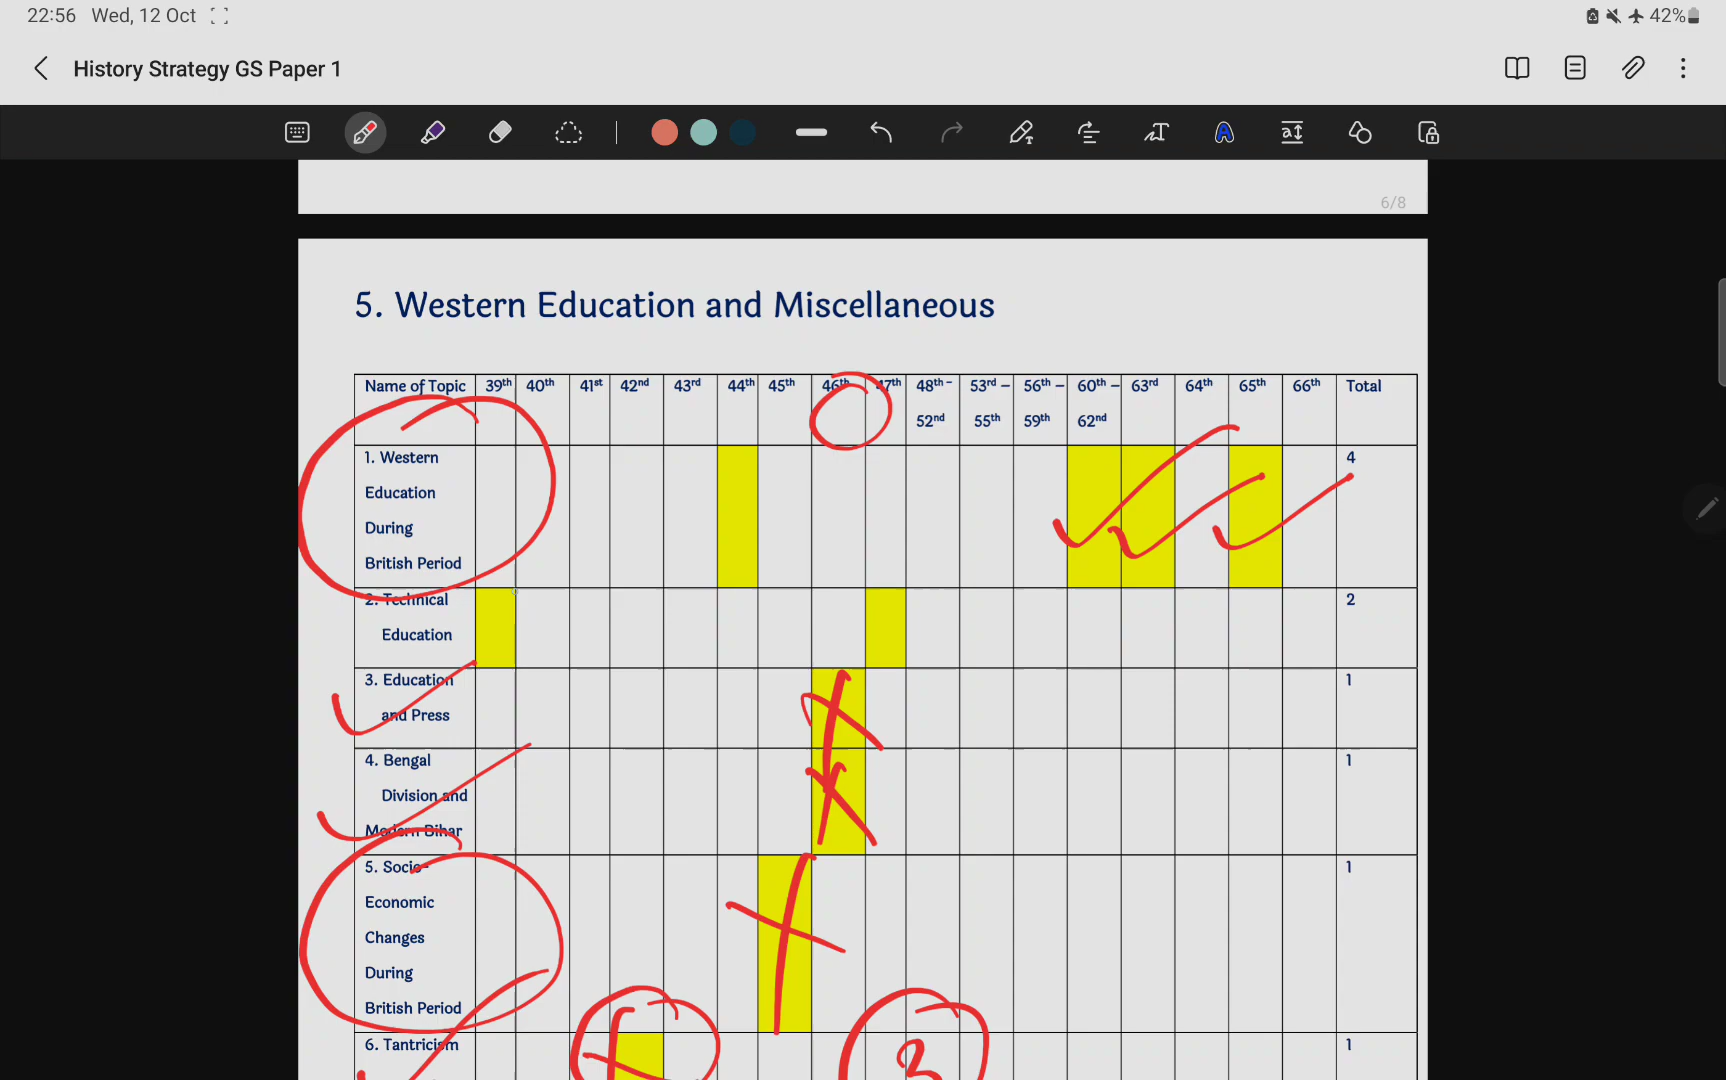 22:56 Wed, 12 Oct
42%
History Strategy GS Paper 1
6/8
5. Western Education and Miscellaneous
Name of Topic 39th 40th 41st 42nd 43rd 44th 45th 46th 47th 48th – 53rd – 56th – 60th – 63rd 64th 65th 66th Total
52nd 55th 59th 62nd
1. Western 4
Education
During
British Period
2. Technical 2
Education
3. Education 1
and Press
4. Bengal 1
Division and
Modern Bihar
5. Socio- 1
Economic
Changes
During
British Period
6. Tantricism 1
3